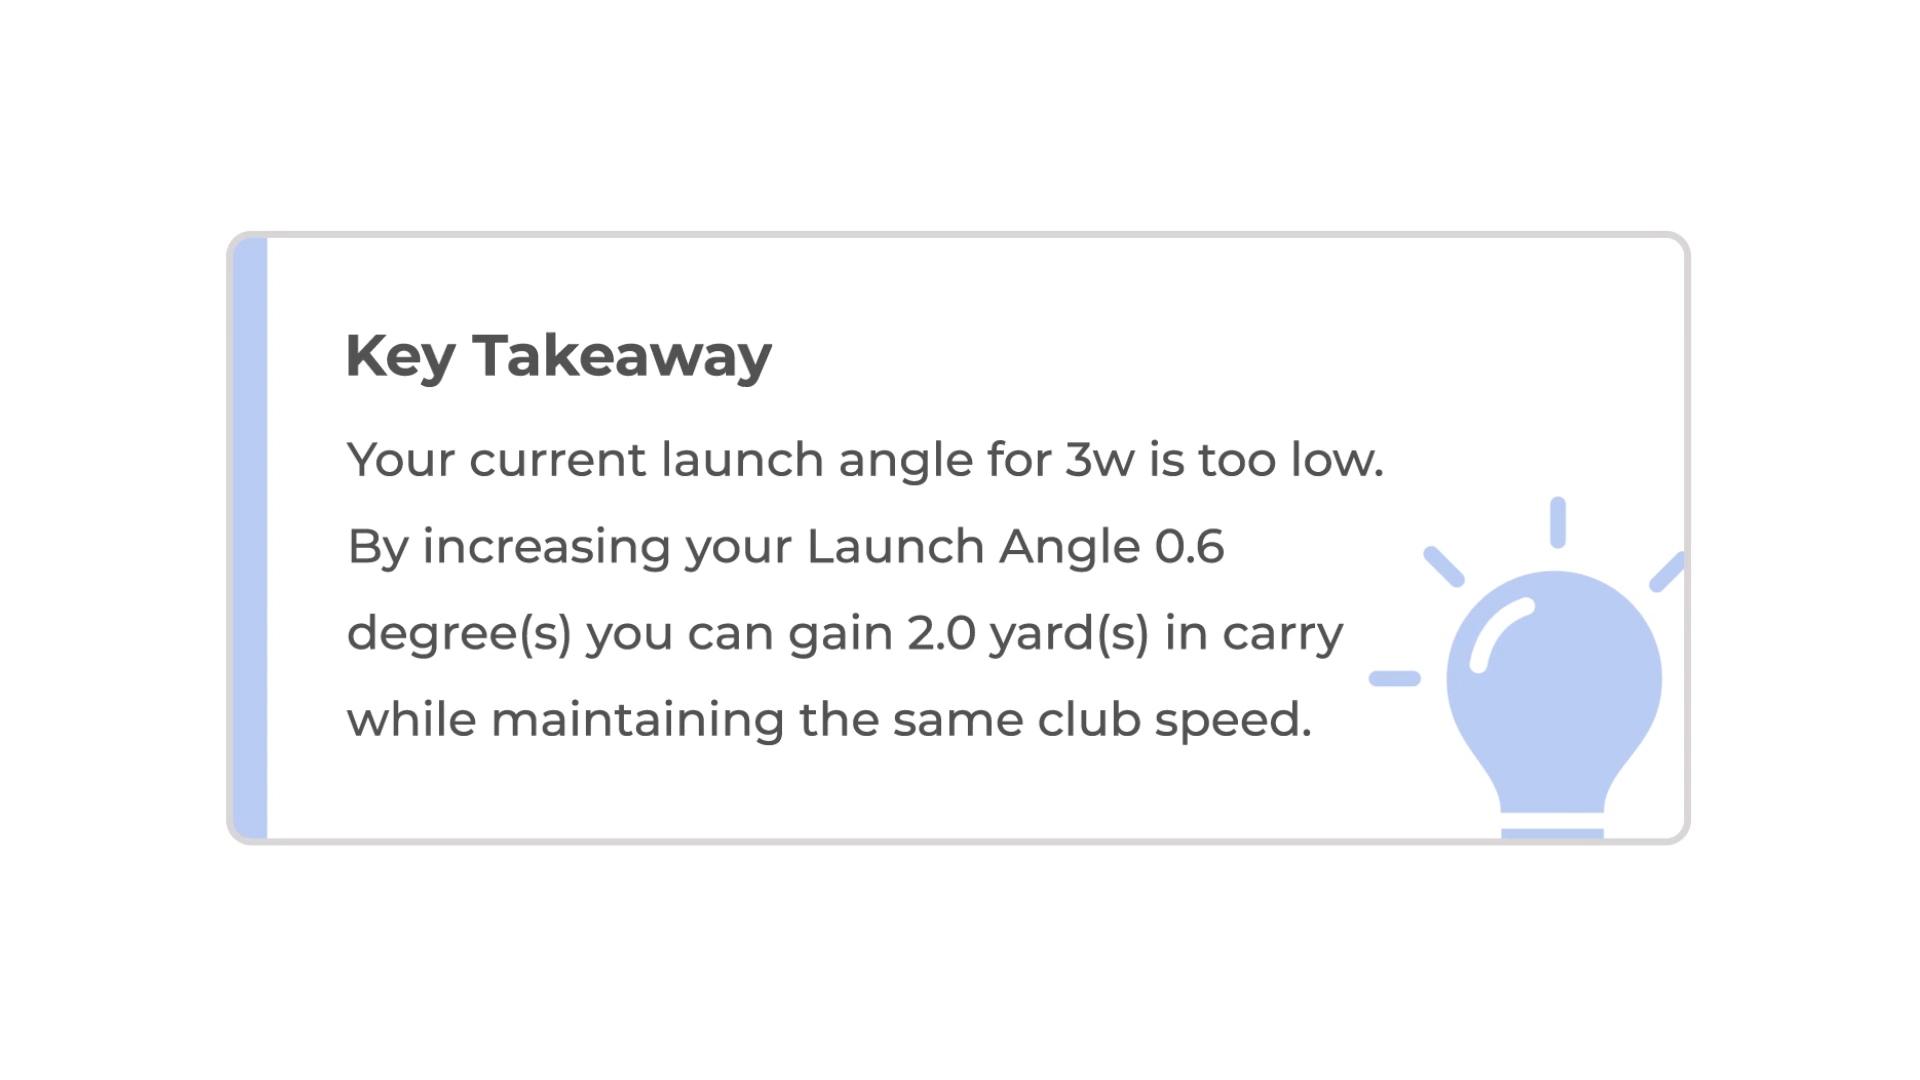 Key Takeaway
Your current launch angle for 3w is too low.
By increasing your Launch Angle 0.6
degree(s) you can gain 2.0 yard(s) in carry
while maintaining the same club speed.